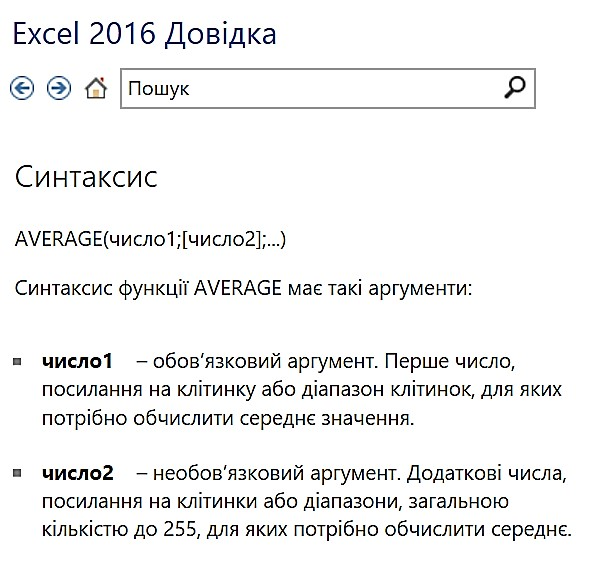 Excel 2016 Довідка
Пошук
Синтаксис
AVERAGE(число1;[число2];...)
Синтаксис функції AVERAGE має такі аргументи:
число1 – обов’язковий аргумент. Перше число,
посилання на клітинку або діапазон клітинок, для яких
потрібно обчислити середнє значення.
число2 – необов’язковий аргумент. Додаткові числа,
посилання на клітинки або діапазони, загальною
кількістю до 255, для яких потрібно обчислити середнє.